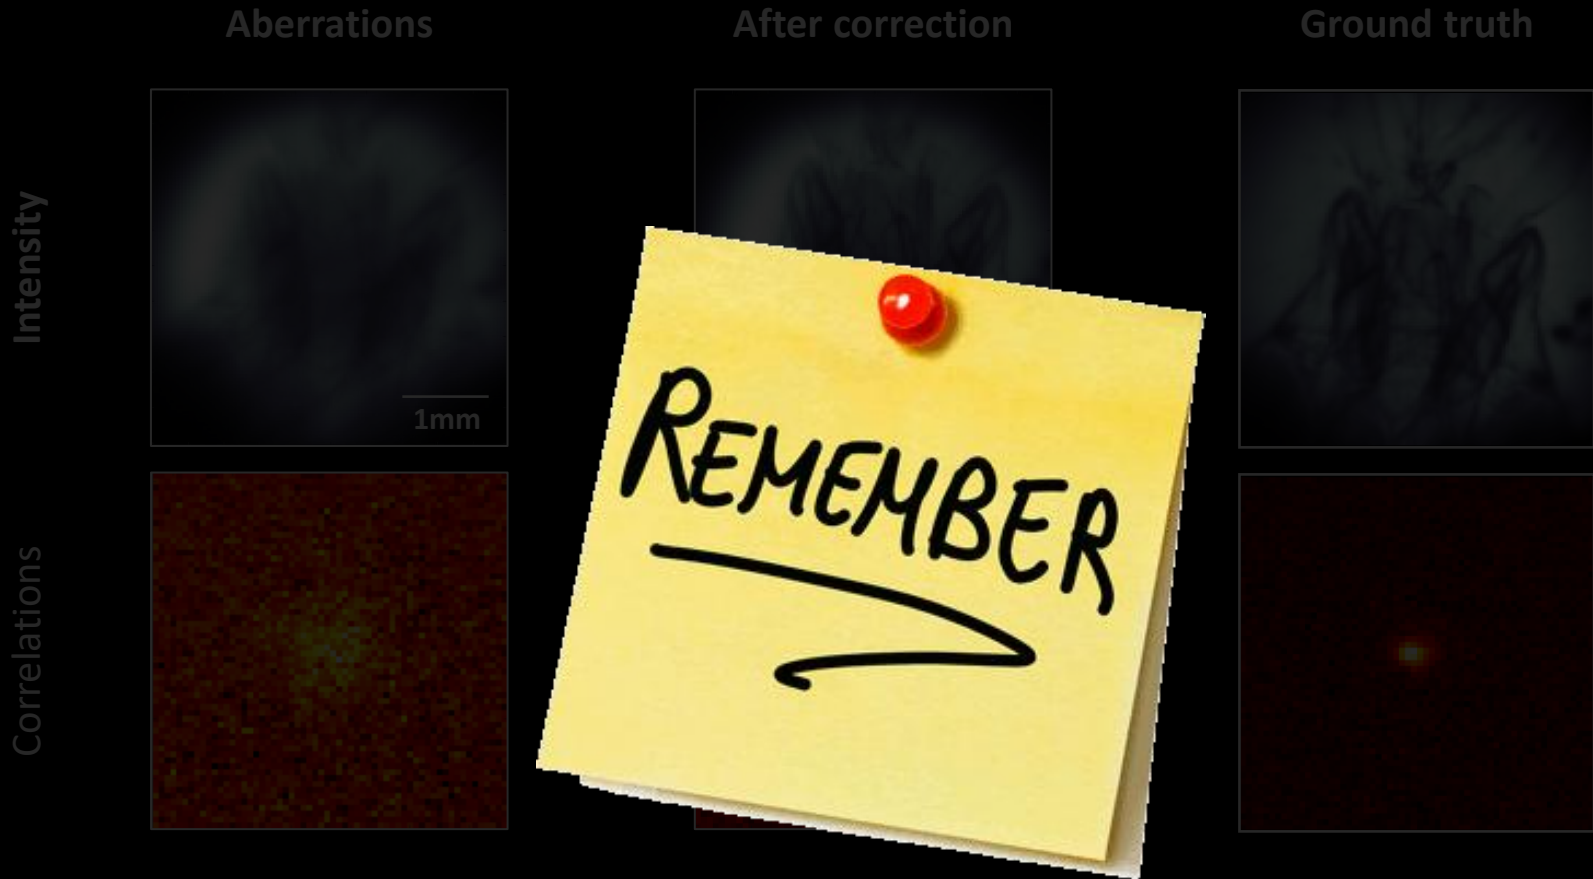 Aberrations
After correction
Ground truth
Intensity
1mm
REMEMBER
Correlations